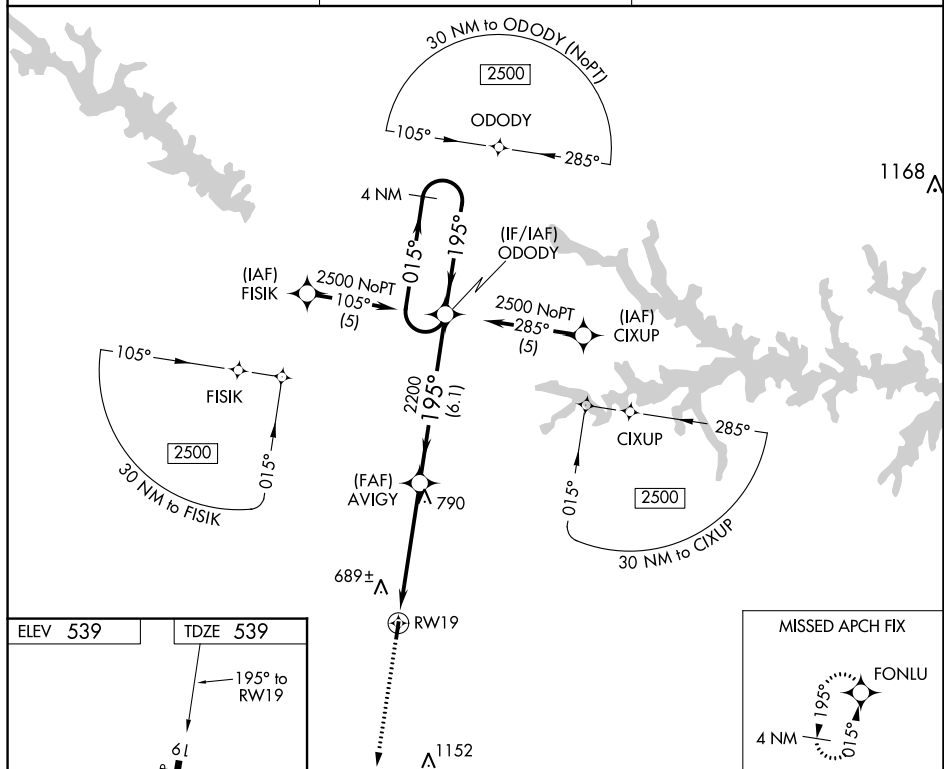 30 NM to ODODY (NoPT)
2500
ODODY
105°
285°
1168
4 NM
015°
195°
(IF/IAF)
ODODY
(IAF)
FISIK
2500 NoPT
105°
(5)
2500 NoPT
285°
(5)
(IAF)
CIXUP
105°
FISIK
2500
015°
30 NM to FISIK
2200
195°
(6.1)
CIXUP
285°
015°
2500
30 NM to CIXUP
(FAF)
AVIGY
790
689±
RW19
ELEV 539
TDZE 539
195° to
RW19
19
1152
MISSED APCH FIX
FONLU
195°
4 NM
015°